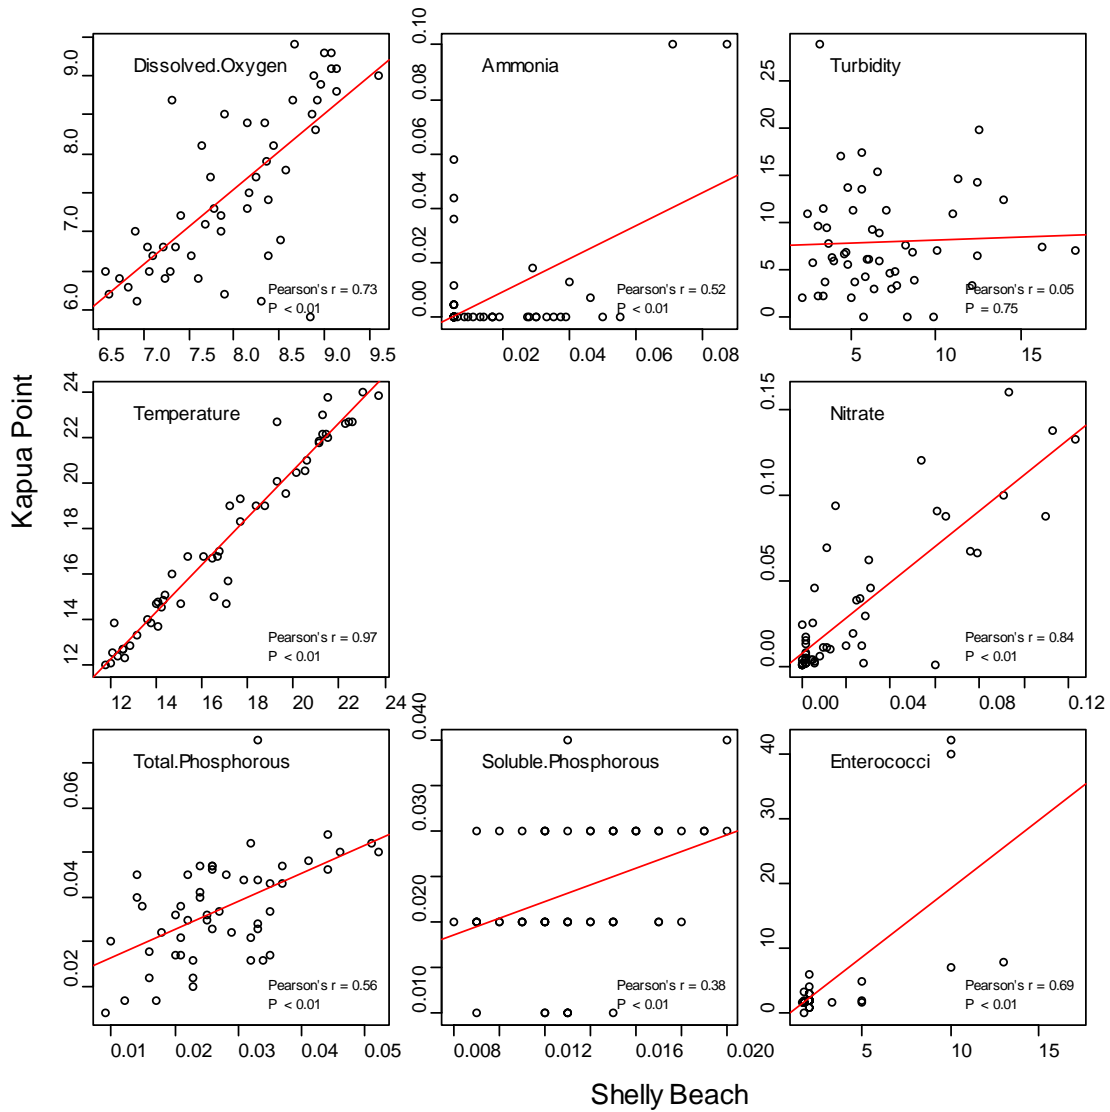 Dissolved.Oxygen
9.0
8.0
7.0
6.0
Pearson's r = 0.73
P < 0.01
6.5 7.0 7.5 8.0 8.5 9.0 9.5
Ammonia
0.10
0.08
0.06
0.04
0.02
0.00
Pearson's r = 0.52
P < 0.01
0.02 0.04 0.06 0.08
Turbidity
25
20
15
10
5
0
Pearson's r = 0.05
P = 0.75
5 10 15
Kapua Point
Temperature
24
22
20
18
16
14
12
Pearson's r = 0.97
P < 0.01
12 14 16 18 20 22 24
Nitrate
0.15
0.10
0.05
0.00
Pearson's r = 0.84
P < 0.01
0.00 0.04 0.08 0.12
Total.Phosphorous
0.06
0.04
0.02
Pearson's r = 0.56
P < 0.01
0.01 0.02 0.03 0.04 0.05
Soluble.Phosphorous
0.040
0.030
0.020
0.010
Pearson's r = 0.38
P < 0.01
0.008 0.012 0.016 0.020
Enterococci
40
30
20
10
0
Pearson's r = 0.69
P < 0.01
5 10 15
Shelly Beach